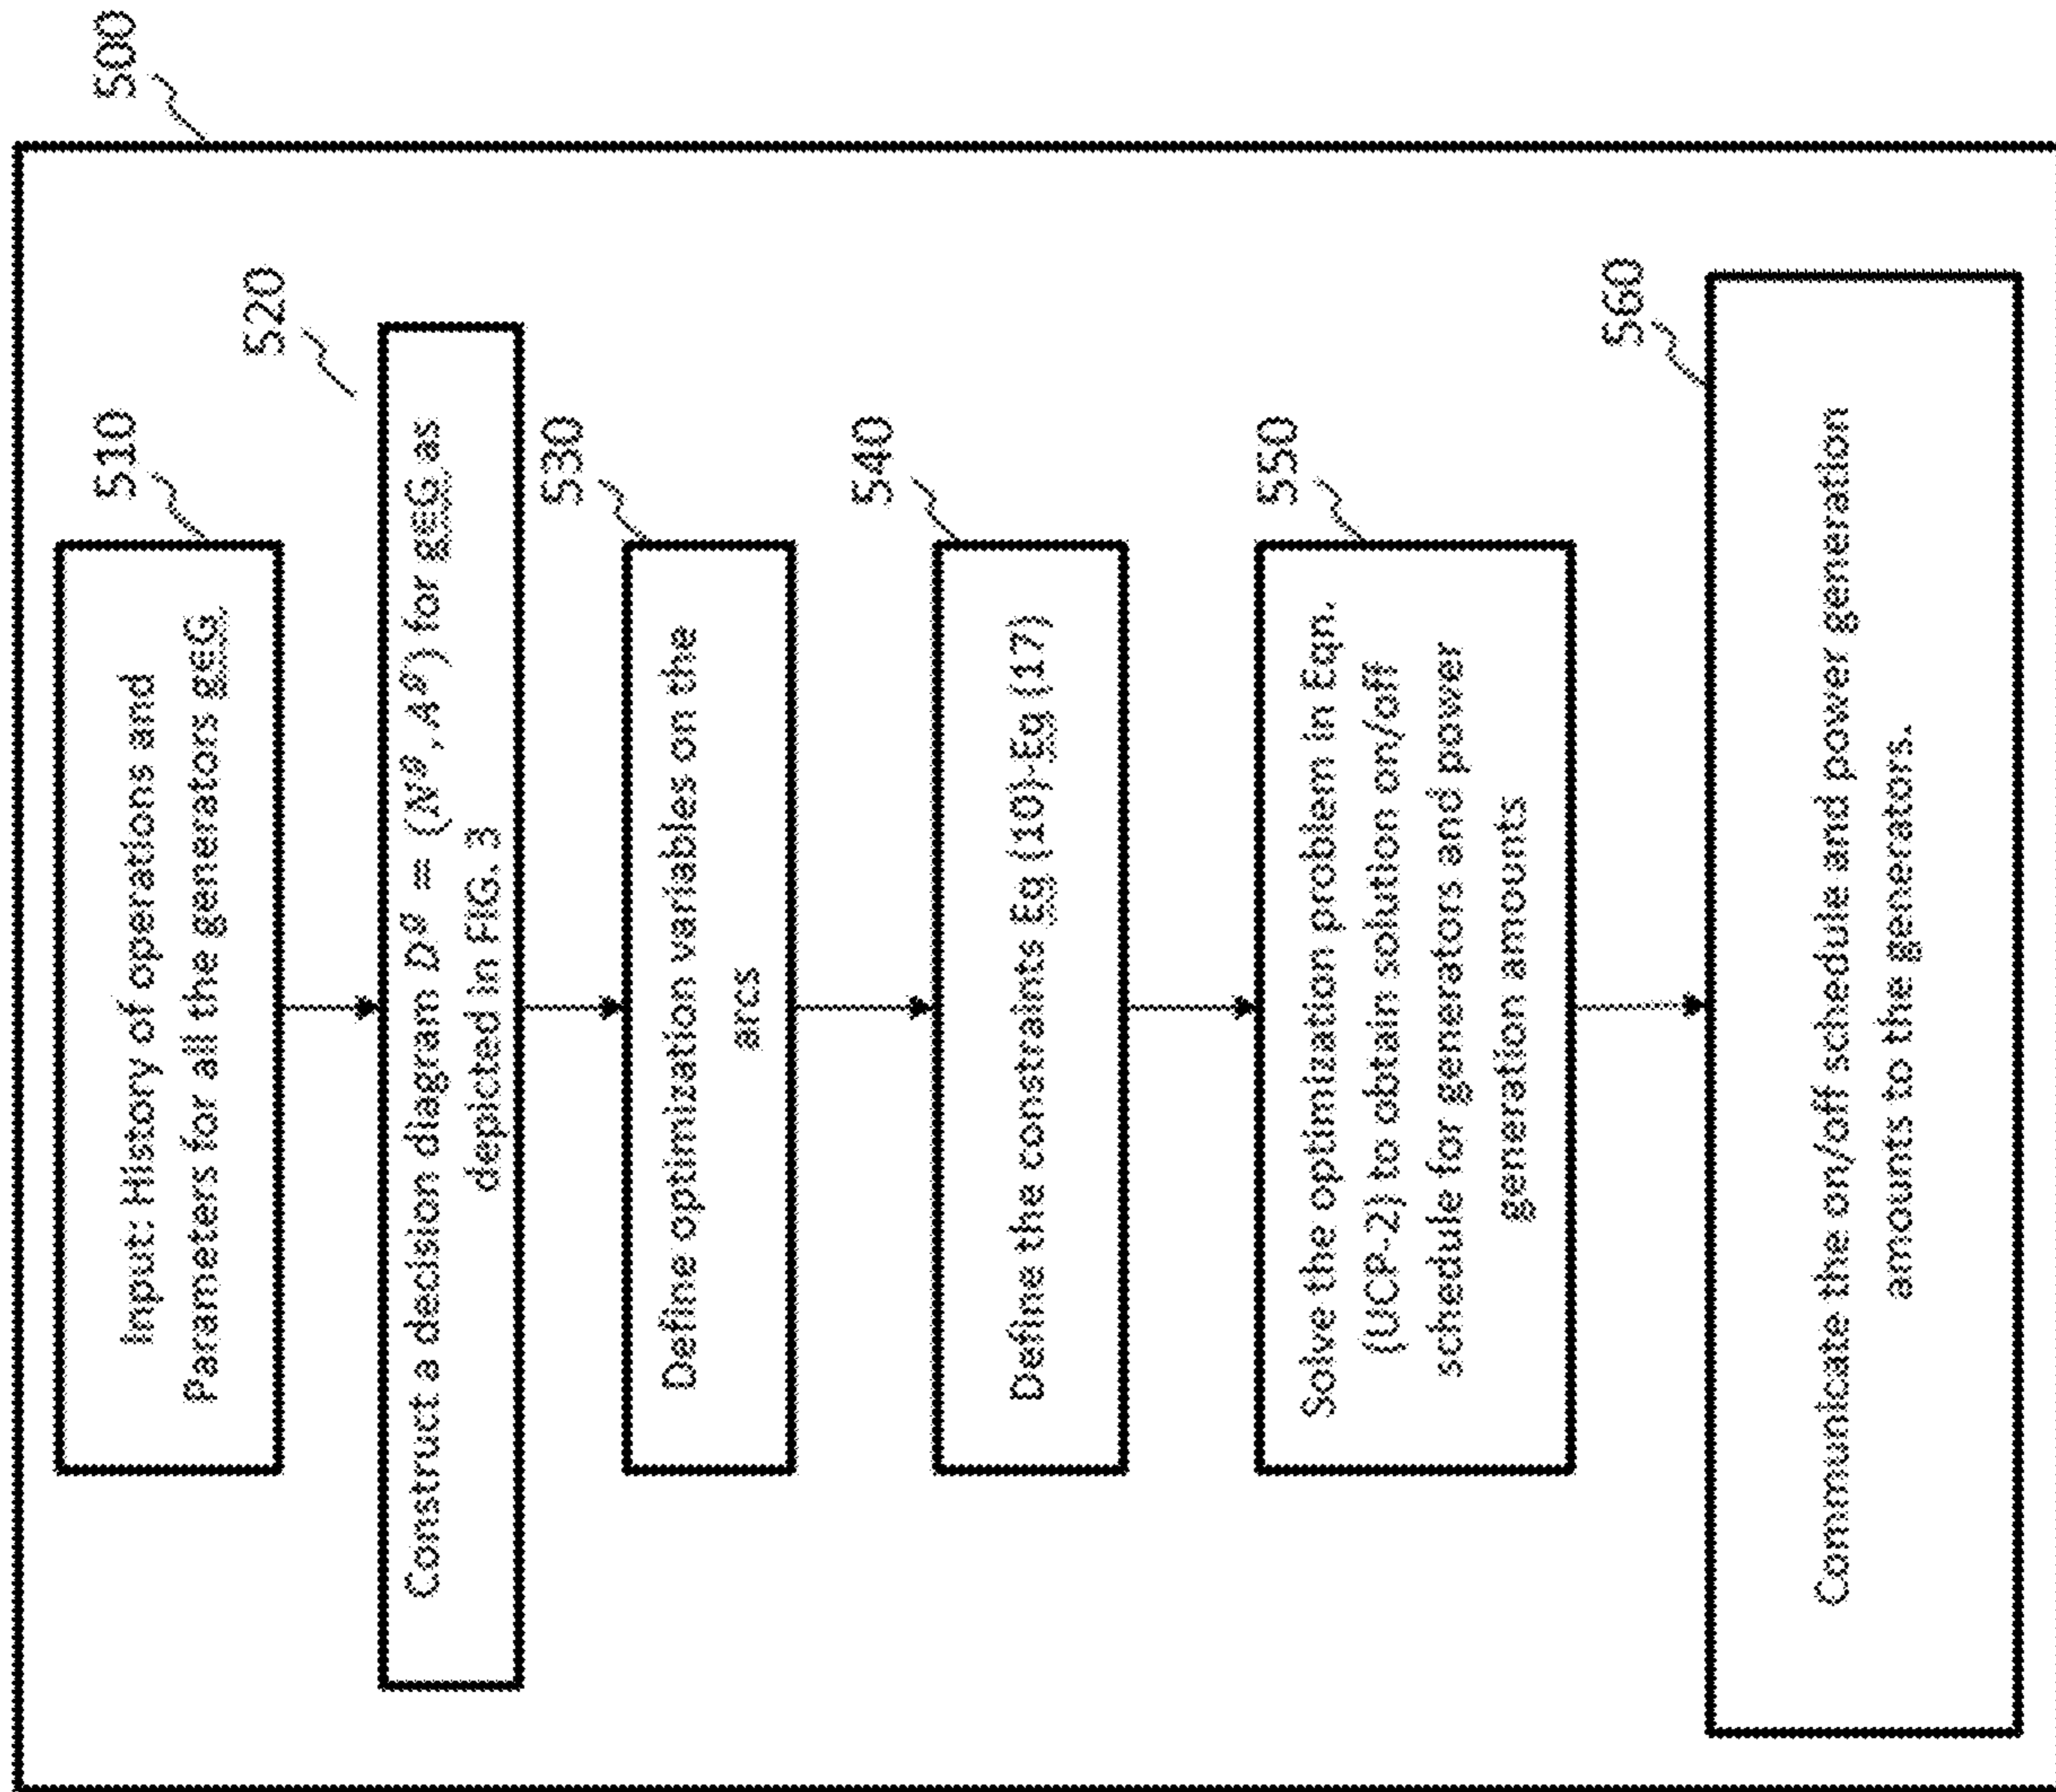 500
510
Input: History of operations and
Parameters for all the generators gϵG.
520
Construct a decision diagram D^g = (N^g, A^g) for gϵG as
depicted in FIG. 3
530
Define optimization variables on the
arcs
540
Define the constraints Eq (10)-Eq (17)
550
Solve the optimization problem in Eqn.
(UCP-2) to obtain solution on/off
schedule for generators and power
generation amounts
560
Communicate the on/off schedule and power generation
amounts to the generators.